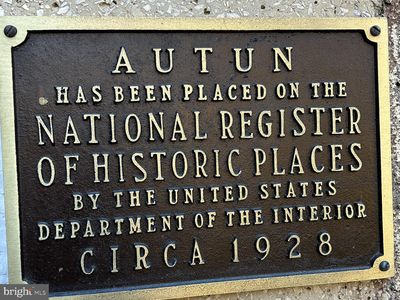 AUTUN
HAS BEEN PLACED ON THE
NATIONAL REGISTER
OF HISTORIC PLACES
BY THE UNITED STATES
DEPARTMENT OF THE INTERIOR
CIRCA 1928
bright MLS